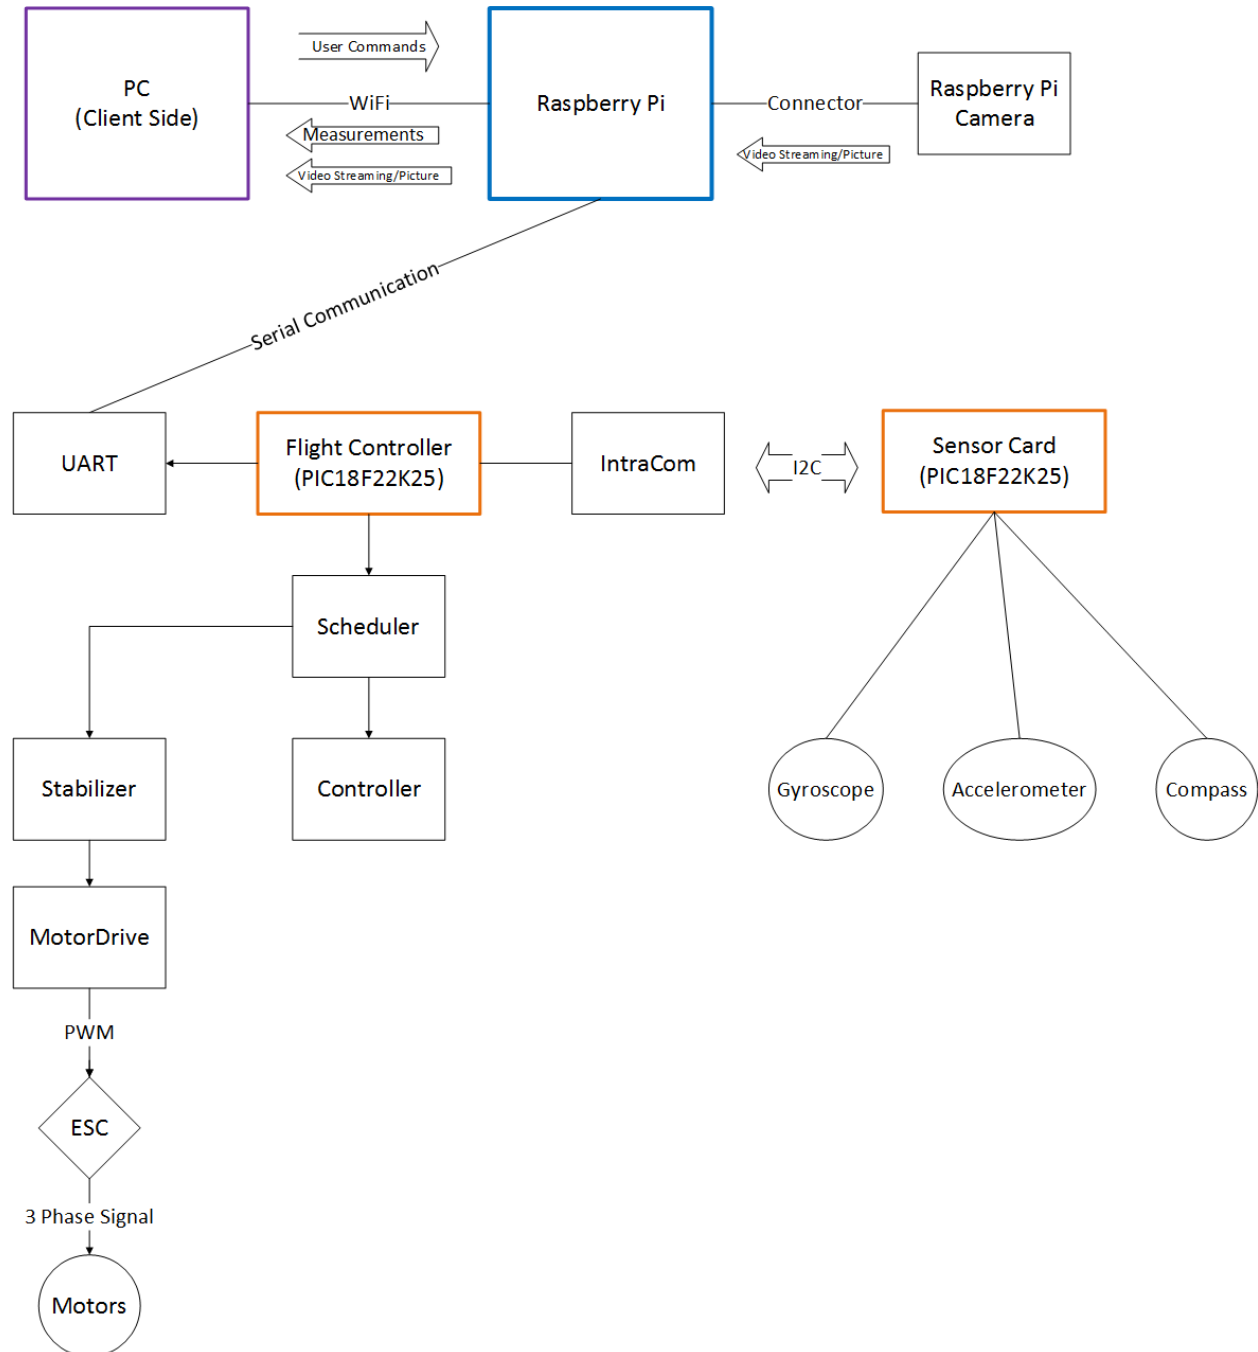 PC
(Client Side)
User Commands
WiFi
Measurements
Video Streaming/Picture
Raspberry Pi
Connector
Video Streaming/Picture
Raspberry Pi
Camera
Serial Communication
UART
Flight Controller
(PIC18F22K25)
IntraCom
I2C
Sensor Card
(PIC18F22K25)
Scheduler
Stabilizer
Controller
Gyroscope
Accelerometer
Compass
MotorDrive
PWM
ESC
3 Phase Signal
Motors